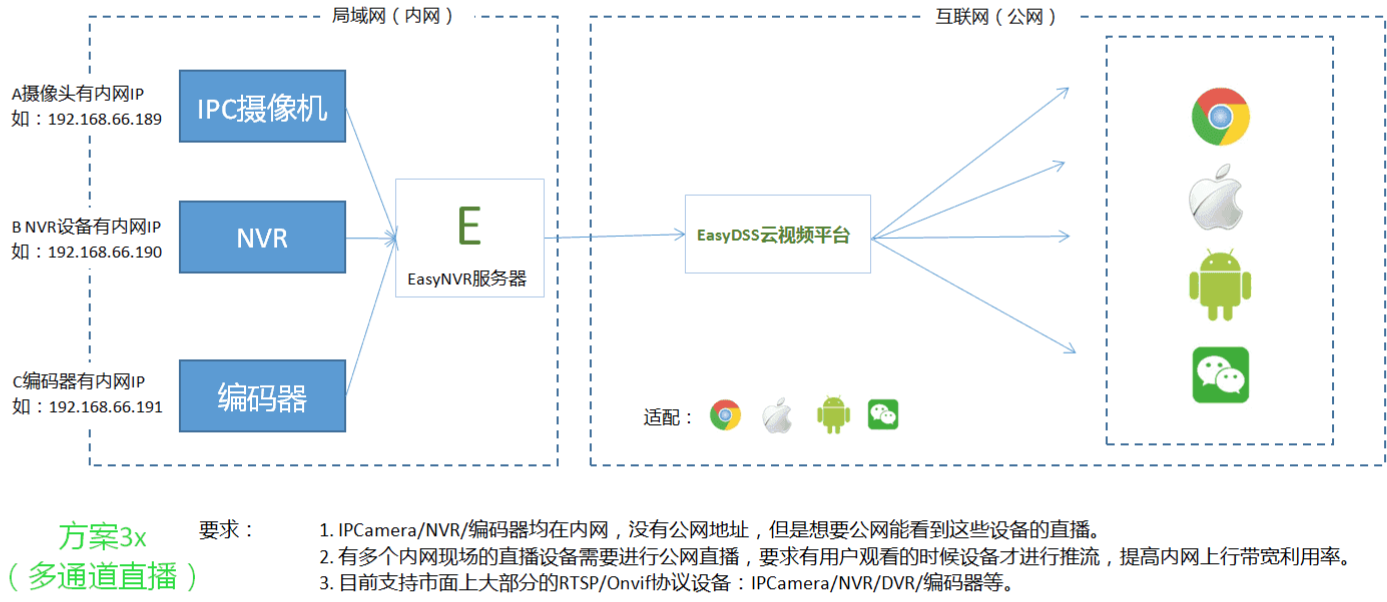 局域网（内网）
互联网（公网）
A摄像头有内网IP
如：192.168.66.189
IPC摄像机
B NVR设备有内网IP
如：192.168.66.190
NVR
E
EasyNVR服务器
EasyDSS云视频平台
C编码器有内网IP
如：192.168.66.191
编码器
适配：
方案3x
（多通道直播）
要求：
1. IPCamera/NVR/编码器均在内网，没有公网地址，但是想要公网能看到这些设备的直播。
2. 有多个内网现场的直播设备需要进行公网直播，要求有用户观看的时候设备才进行推流，提高内网上行带宽利用率。
3. 目前支持市面上大部分的RTSP/Onvif协议设备：IPCamera/NVR/DVR/编码器等。